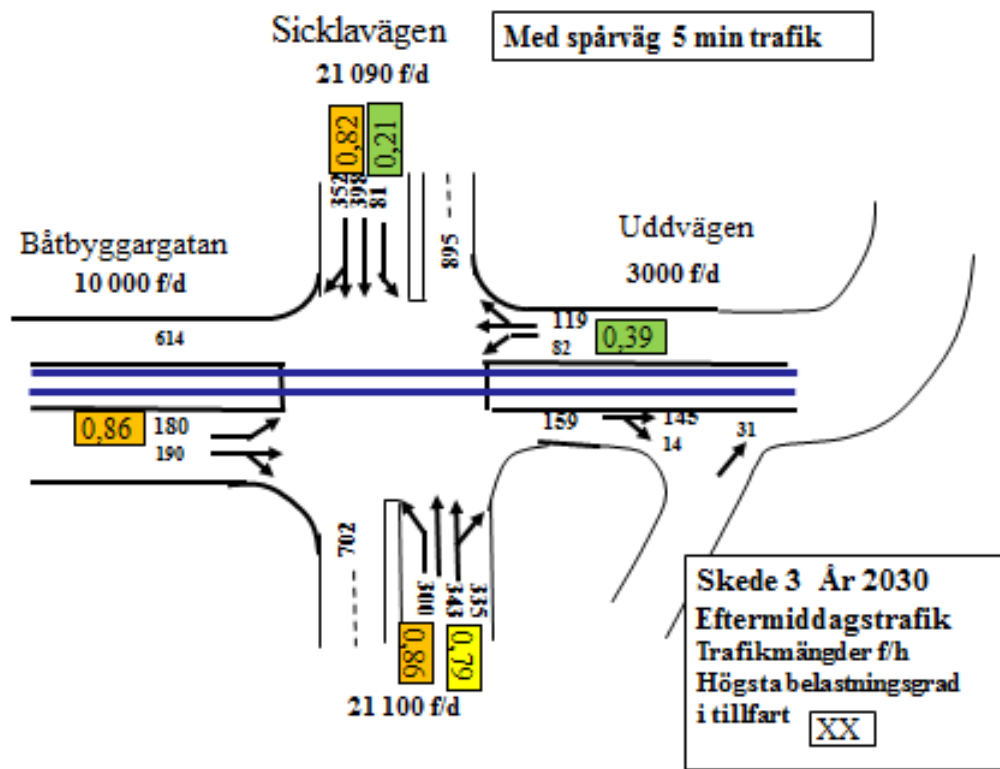 Sicklavägen
21 090 f/d
Med spårväg 5 min trafik
0,82
0,21
352
398
81
895
Båtbyggargatan
10 000 f/d
Uddvägen
3000 f/d
614
119
82
0,39
0,86
180
190
159
145
14
31
702
300
343
335
0,86
0,79
21 100 f/d
Skede 3 År 2030
Eftermiddagstrafik
Trafikmängder f/h
Högsta belastningsgrad
i tillfart
XX